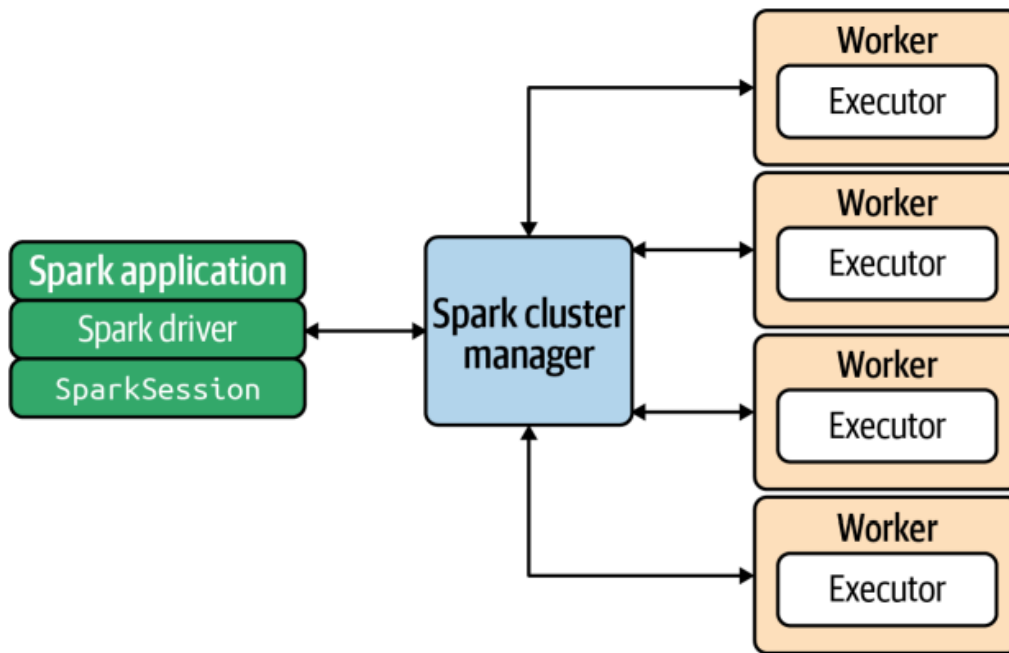 Spark application
Spark driver
SparkSession
Spark cluster
manager
Worker
Executor
Worker
Executor
Worker
Executor
Worker
Executor